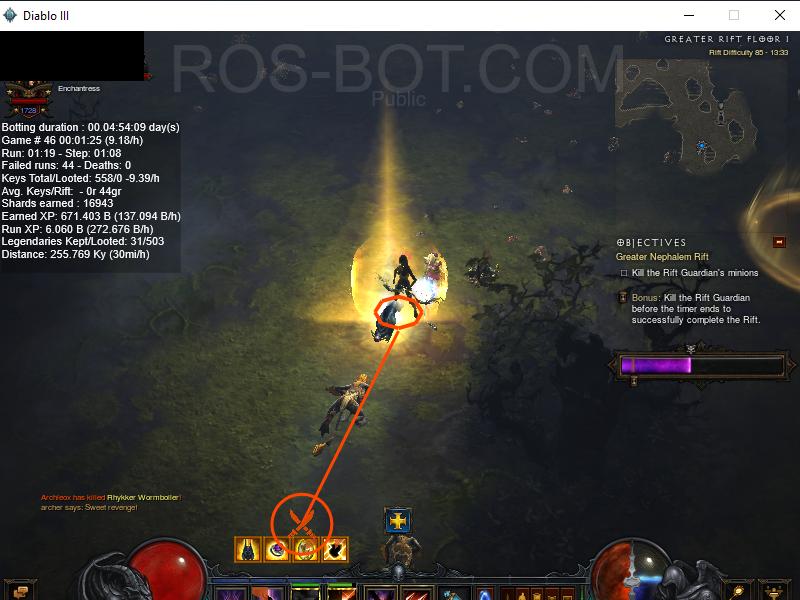 Diablo III
GREATER RIFT FLOOR 1
Rift Difficulty 85 - 13:33
ROS-BOT.COM
Public
Enchantress
1728
Botting duration : 00.04:54:09 day(s)
Game # 46 00:01:25 (9.18/h)
Run: 01:19 - Step: 01:08
Failed runs: 44 - Deaths: 0
Keys Total/Looted: 558/0 -9.39/h
Avg. Keys/Rift:  - 0r 44gr
Shards earned : 16943
Earned XP: 671.403 B (137.094 B/h)
Run XP: 6.060 B (272.676 B/h)
Legendaries Kept/Looted: 31/503
Distance: 255.769 Ky (30mi/h)
OBJECTIVES
Greater Nephalem Rift
Kill the Rift Guardian's minions
Bonus: Kill the Rift Guardian
before the timer ends to
successfully complete the Rift.
Archleox has killed Rhykker Wormboiler!
archer says: Sweet revenge!